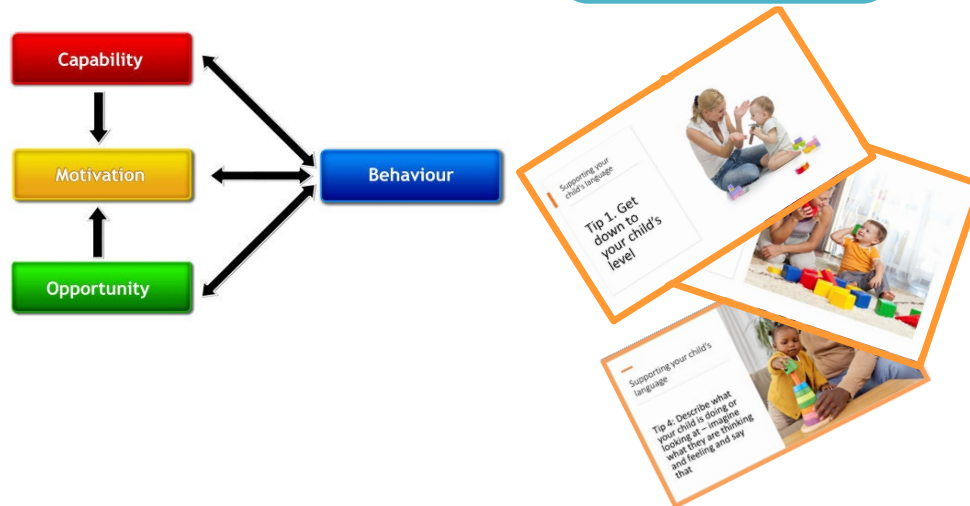 Capability
Motivation
Opportunity
Behaviour
Supporting your
child's language
Tip 1. Get
down to
your child's
level
Supporting your child's
language
Tip 4: Describe what
your child is doing or
looking at – imagine
what they are thinking
and feeling and say
that